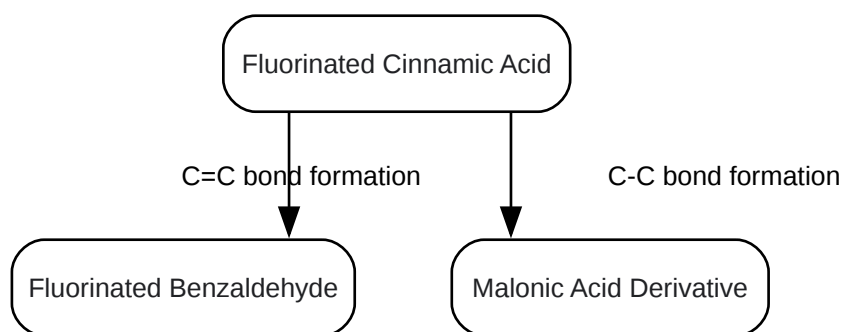 Fluorinated Cinnamic Acid
C=C bond formation
C-C bond formation
Fluorinated Benzaldehyde
Malonic Acid Derivative